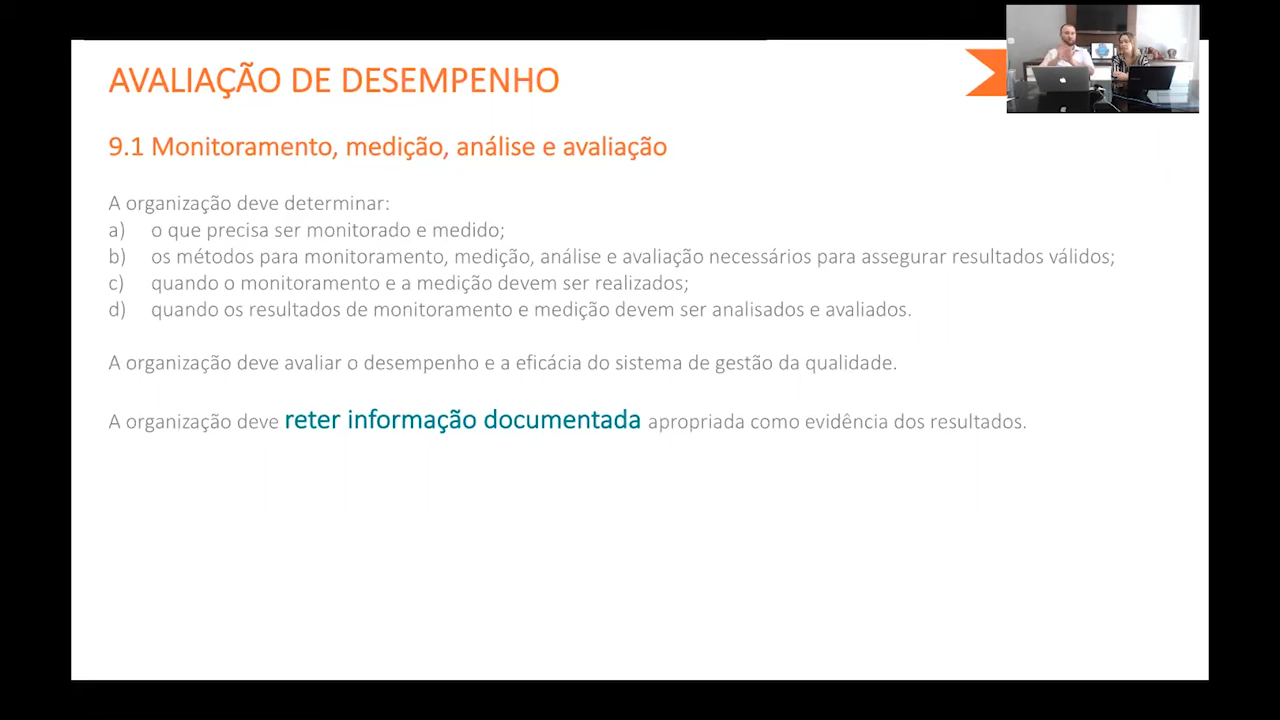 AVALIAÇÃO DE DESEMPENHO
9.1 Monitoramento, medição, análise e avaliação
A organização deve determinar:
a) o que precisa ser monitorado e medido;
b) os métodos para monitoramento, medição, análise e avaliação necessários para assegurar resultados válidos;
c) quando o monitoramento e a medição devem ser realizados;
d) quando os resultados de monitoramento e medição devem ser analisados e avaliados.
A organização deve avaliar o desempenho e a eficácia do sistema de gestão da qualidade.
A organização deve reter informação documentada apropriada como evidência dos resultados.